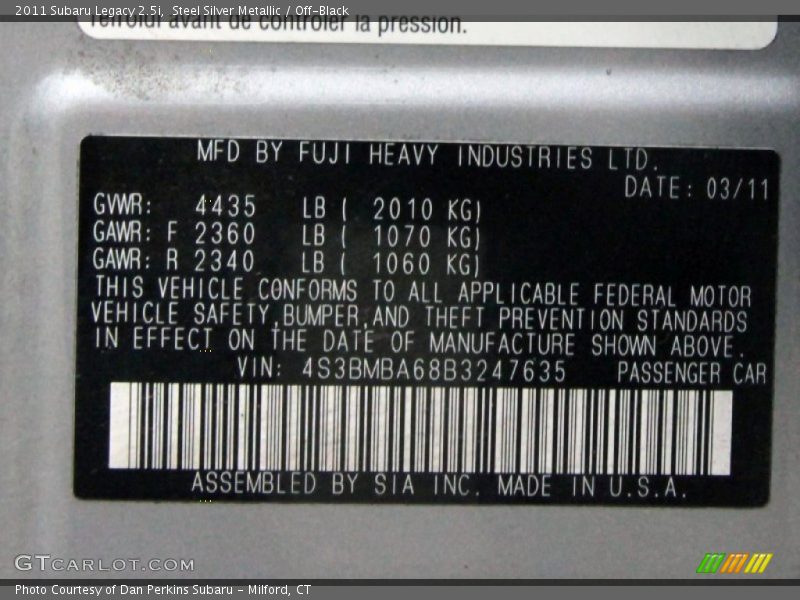 2011 Subaru Legacy 2.5i, Steel Silver Metallic / Off-Black
refroidi avant de contrôler la pression.
MFD BY FUJI HEAVY INDUSTRIES LTD.
DATE: 03/11
GVWR: 4435 LB ( 2010 KG)
GAWR: F 2360 LB ( 1070 KG)
GAWR: R 2340 LB ( 1060 KG)
THIS VEHICLE CONFORMS TO ALL APPLICABLE FEDERAL MOTOR
VEHICLE SAFETY,BUMPER,AND THEFT PREVENTION STANDARDS
IN EFFECT ON THE DATE OF MANUFACTURE SHOWN ABOVE.
VIN: 4S3BMBA68B3247635 PASSENGER CAR
ASSEMBLED BY SIA INC. MADE IN U.S.A.
GTCARLOT.COM
Photo Courtesy of Dan Perkins Subaru - Milford, CT